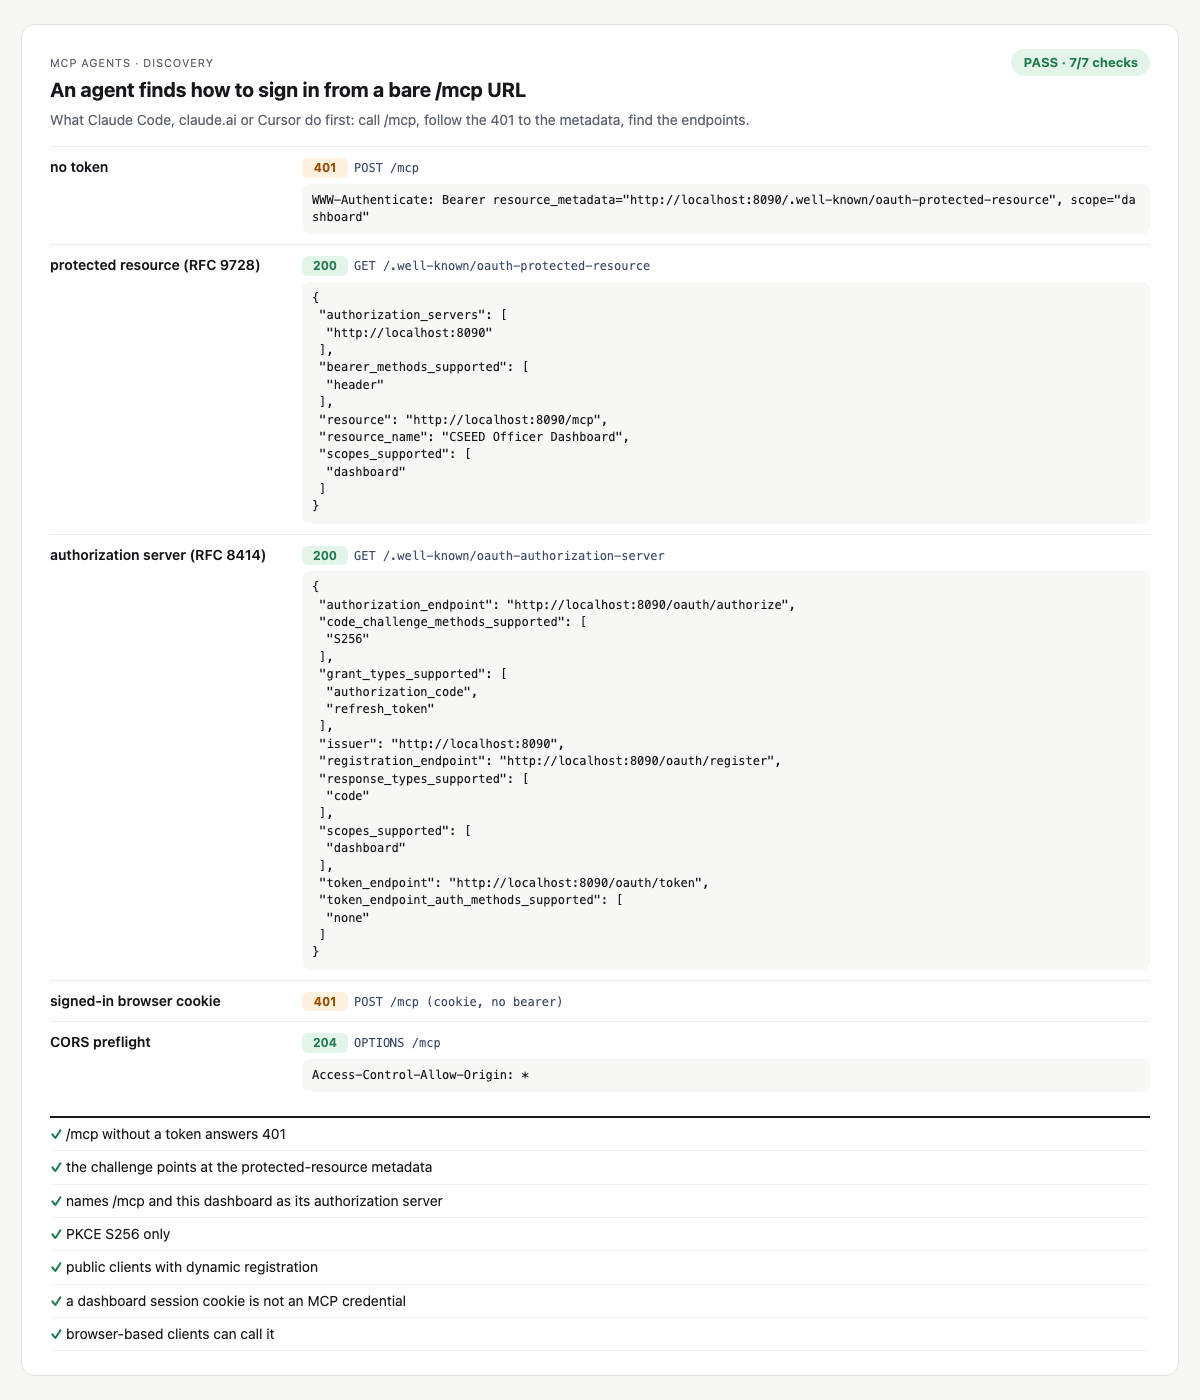 MCP AGENTS · DISCOVERY
PASS · 7/7 checks
An agent finds how to sign in from a bare /mcp URL
What Claude Code, claude.ai or Cursor do first: call /mcp, follow the 401 to the metadata, find the endpoints.
no token
401 POST /mcp
WWW-Authenticate: Bearer resource_metadata="http://localhost:8090/.well-known/oauth-protected-resource", scope="da
shboard"
protected resource (RFC 9728)
200 GET /.well-known/oauth-protected-resource
{
"authorization_servers": [
"http://localhost:8090"
],
"bearer_methods_supported": [
"header"
],
"resource": "http://localhost:8090/mcp",
"resource_name": "CSEED Officer Dashboard",
"scopes_supported": [
"dashboard"
]
}
authorization server (RFC 8414)
200 GET /.well-known/oauth-authorization-server
{
"authorization_endpoint": "http://localhost:8090/oauth/authorize",
"code_challenge_methods_supported": [
"S256"
],
"grant_types_supported": [
"authorization_code",
"refresh_token"
],
"issuer": "http://localhost:8090",
"registration_endpoint": "http://localhost:8090/oauth/register",
"response_types_supported": [
"code"
],
"scopes_supported": [
"dashboard"
],
"token_endpoint": "http://localhost:8090/oauth/token",
"token_endpoint_auth_methods_supported": [
"none"
]
}
signed-in browser cookie
401 POST /mcp (cookie, no bearer)
CORS preflight
204 OPTIONS /mcp
Access-Control-Allow-Origin: *
✓ /mcp without a token answers 401
✓ the challenge points at the protected-resource metadata
✓ names /mcp and this dashboard as its authorization server
✓ PKCE S256 only
✓ public clients with dynamic registration
✓ a dashboard session cookie is not an MCP credential
✓ browser-based clients can call it